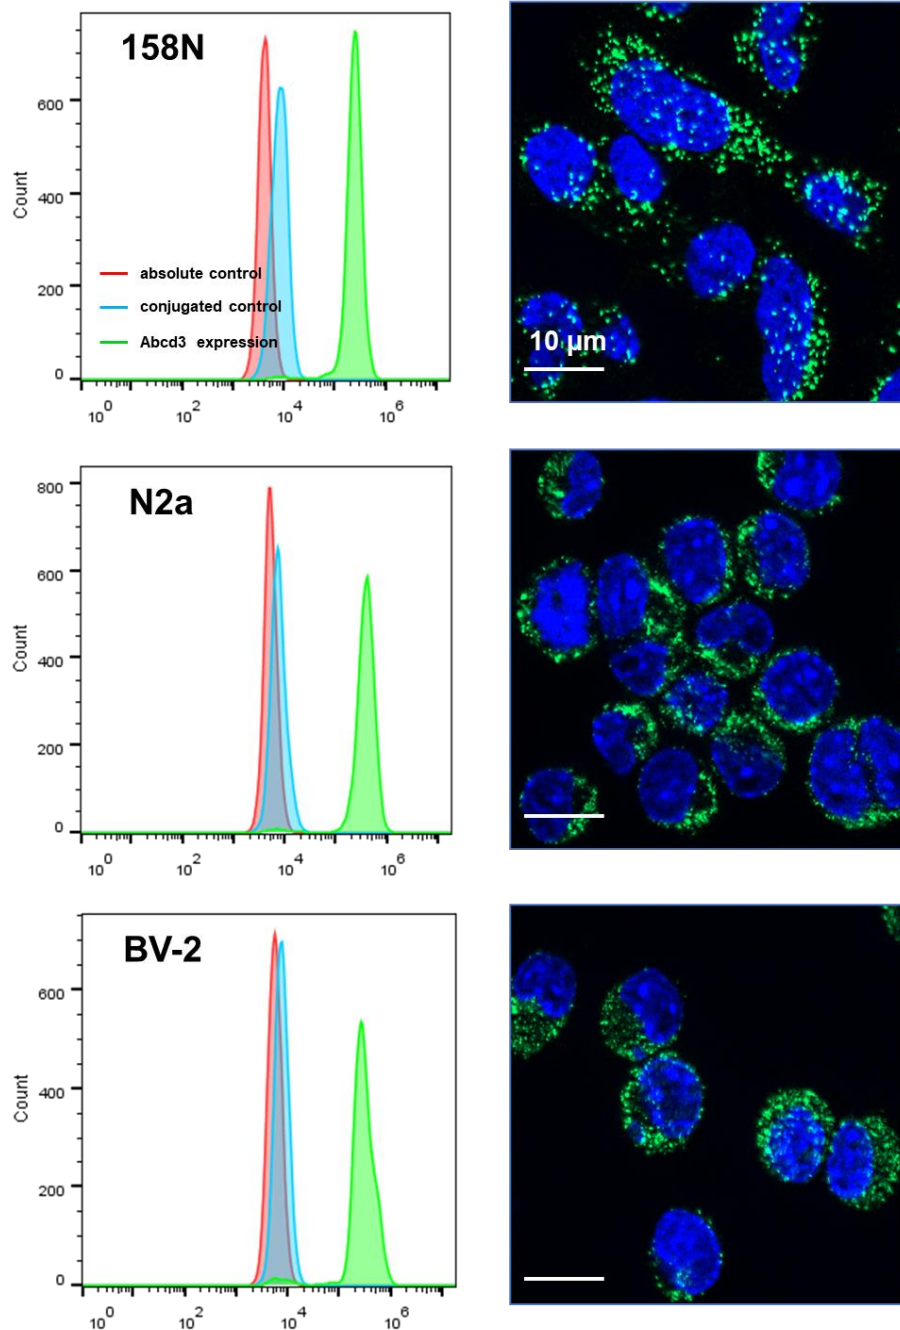 158N
Count
600
400
200
0
absolute control
conjugated control
Abcd3 expression
10^0 10^2 10^4 10^6
10 µm
N2a
Count
800
600
400
200
0
10^0 10^2 10^4 10^6
BV-2
Count
600
400
200
0
10^0 10^2 10^4 10^6